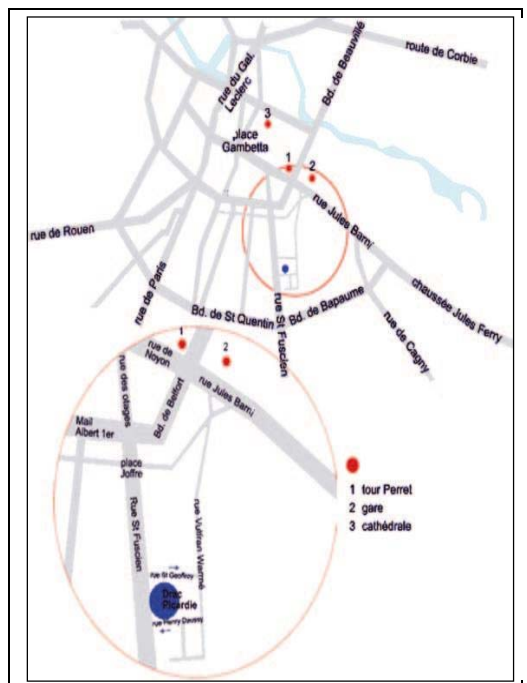 route de Corbie
Bd. de Beauvillé
rue du Gal.
Leclerc
3
place
Gambetta
1
2
rue Jules Barni
rue de Rouen
rue de Paris
Bd. de St Quentin
rue St Fuscien
Bd. de Bapaume
chaussée Jules Ferry
rue de Cagny
1
rue de
Noyon
2
rue des otages
Bd. de Belfort
rue Jules Barni
Mail
Albert 1er
place
Joffre
Rue St Fuscien
rue Vulfran Warmé
rue St Geoffroy
Drac
Picardie
rue Henry Daussy
1 tour Perret
2 gare
3 cathédrale